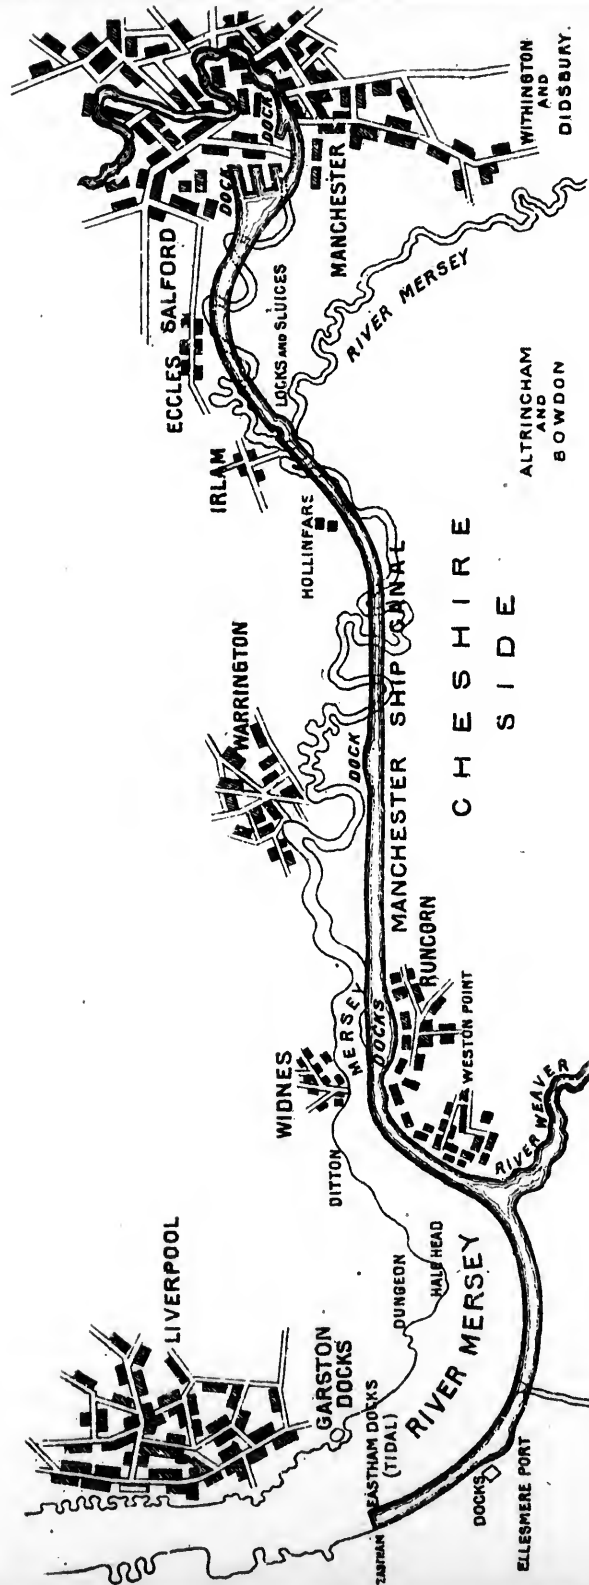 LIVERPOOL
GARSTON
DOCKS
EASTHAM
EASTHAM DOCKS
(TIDAL)
RIVER MERSEY
DUNGEON
HALE HEAD
DOCKS
ELLESMERE PORT
DITTON
WIDNES
MERSEY
DOCKS
RUNCORN
WESTON POINT
RIVER WEAVER
WARRINGTON
DOCK
MANCHESTER SHIP CANAL
CHESHIRE
SIDE
HOLLINFARS
IRLAM
LOCKS AND SLUICES
ECCLES
SALFORD
DOCK
DOCK
MANCHESTER
RIVER MERSEY
ALTRINCHAM
AND
BOWDON
WITHINGTON
AND
DIDSBURY.